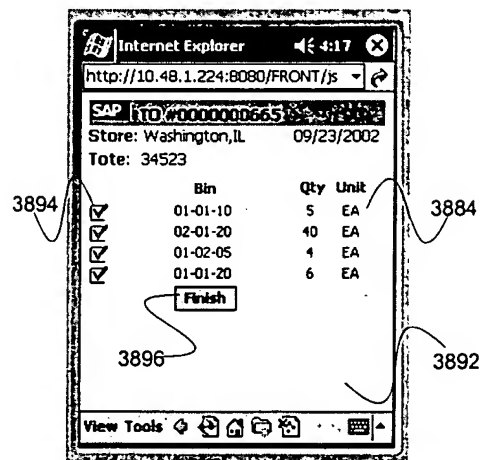 Internet Explorer 4:17
http://10.48.1.224:8080/FRONT/js
SAP TO #0000000665
Store: Washington,IL 09/23/2002
Tote: 34523
Bin Qty Unit
3894 01-01-10 5 EA 3884
02-01-20 40 EA
01-02-05 4 EA
01-01-20 6 EA
Finish
3896 3892
View Tools